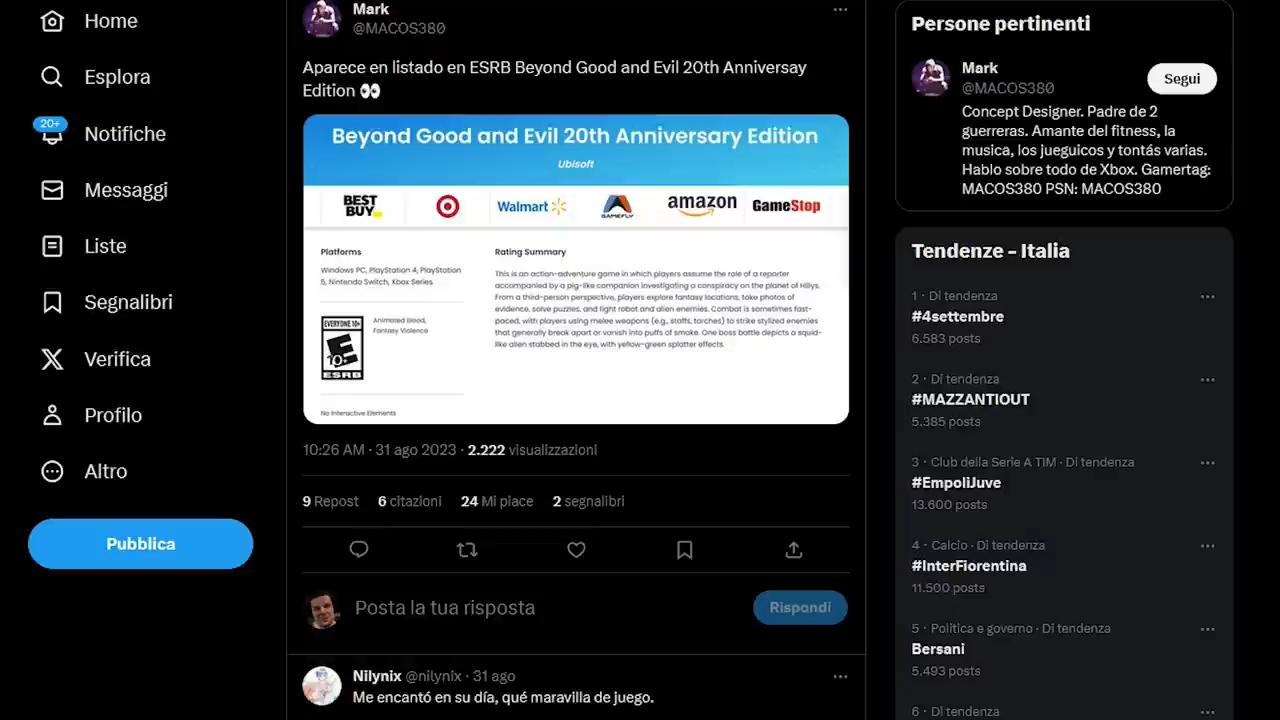 Home
Esplora
20+
Notifiche
Messaggi
Liste
Segnalibri
Verifica
Profilo
Altro
Pubblica
Mark
@MACOS380
Aparece en listado en ESRB Beyond Good and Evil 20th Anniversay
Edition 👀
Beyond Good and Evil 20th Anniversary Edition
Ubisoft
BEST
BUY
Walmart
GAMEFLY
amazon
GameStop
Platforms
Windows PC, PlayStation 4, PlayStation
5, Nintendo Switch, Xbox Series
EVERYONE 10+
E
10+
ESRB
Animated Blood,
Fantasy Violence
No Interactive Elements
Rating Summary
This is an action-adventure game in which players assume the role of a reporter
accompanied by a pig-like companion investigating a conspiracy on the planet of Hillys.
From a third-person perspective, players explore fantasy locations, take photos of
evidence, solve puzzles, and fight robot and alien enemies. Combat is sometimes fast-
paced, with players using melee weapons (e.g., staffs, torches) to strike stylized enemies
that generally break apart or vanish into puffs of smoke. One boss battle depicts a squid-
like alien stabbed in the eye, with yellow-green splatter effects.
10:26 AM · 31 ago 2023 · 2.222 visualizzazioni
9 Repost 6 citazioni 24 Mi piace 2 segnalibri
Posta la tua risposta
Rispondi
Nilynix @nilynix · 31 ago
Me encantó en su día, qué maravilla de juego.
Persone pertinenti
Mark
@MACOS380
Segui
Concept Designer. Padre de 2
guerreras. Amante del fitness, la
musica, los jueguicos y tontás varias.
Hablo sobre todo de Xbox. Gamertag:
MACOS380 PSN: MACOS380
Tendenze - Italia
1 · Di tendenza
#4settembre
6.583 posts
2 · Di tendenza
#MAZZANTIOUT
5.385 posts
3 · Club della Serie A TIM · Di tendenza
#EmpoliJuve
13.600 posts
4 · Calcio · Di tendenza
#InterFiorentina
11.500 posts
5 · Politica e governo · Di tendenza
Bersani
5.493 posts
6 · Di tendenza